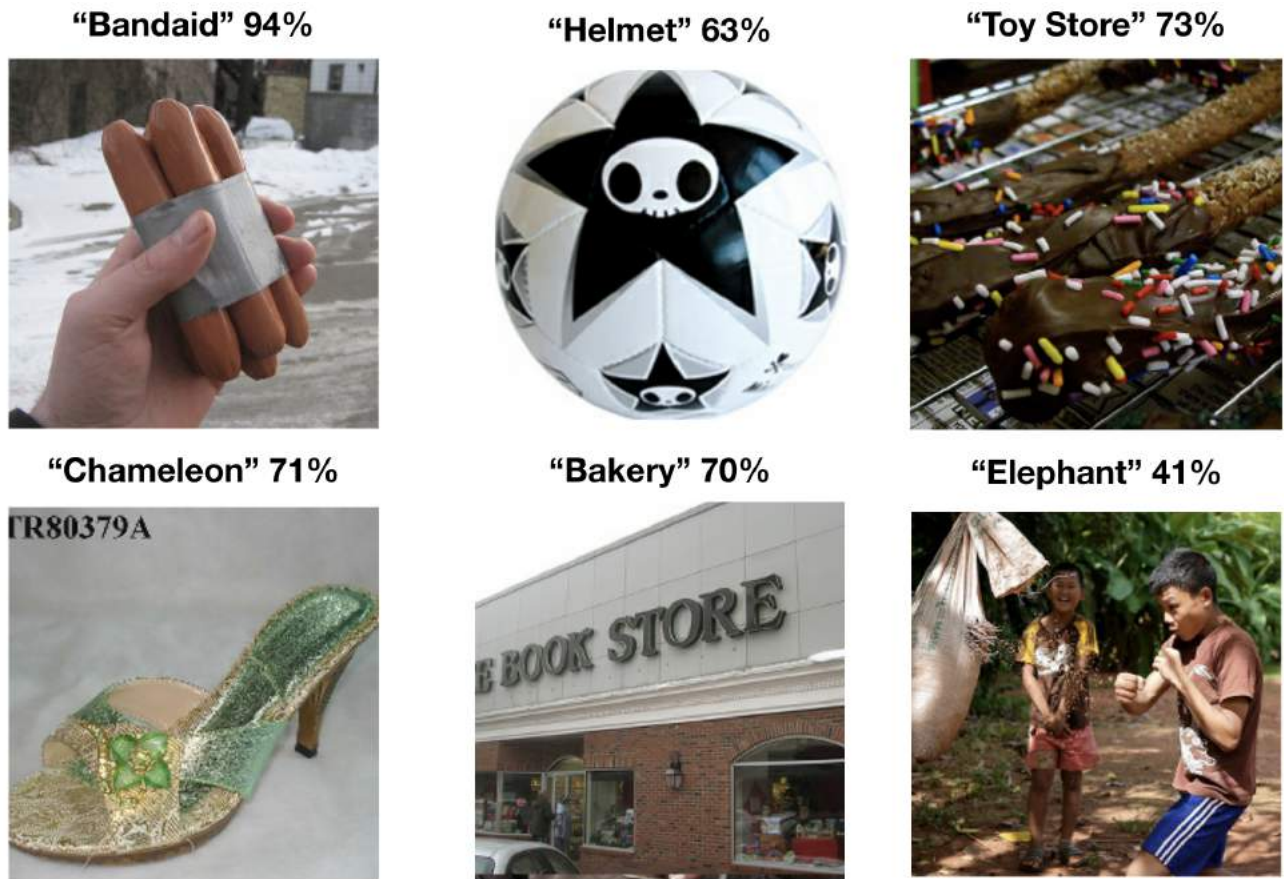 “Bandaid” 94%
“Helmet” 63%
“Toy Store” 73%
“Chameleon” 71%
“Bakery” 70%
“Elephant” 41%
TR80379A
E BOOK STORE